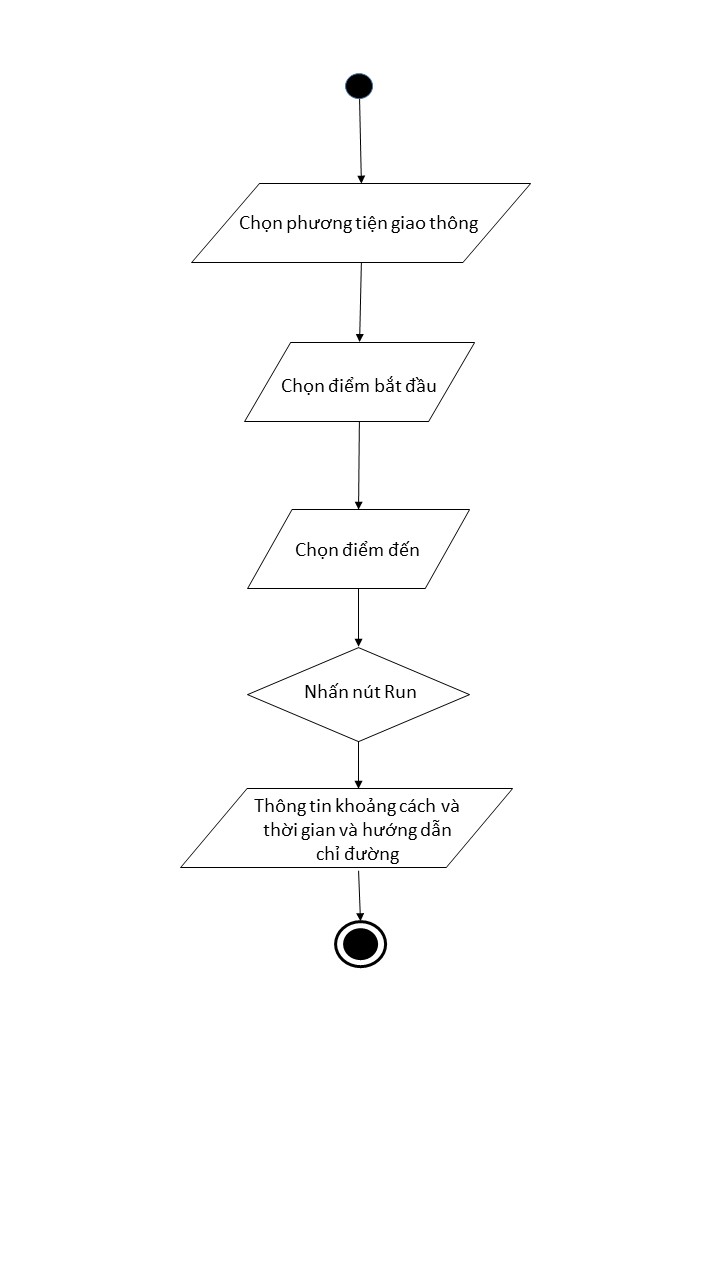 Chọn phương tiện giao thông
Chọn điểm bắt đầu
Chọn điểm đến
Nhấn nút Run
Thông tin khoảng cách và
thời gian và hướng dẫn
chỉ đường